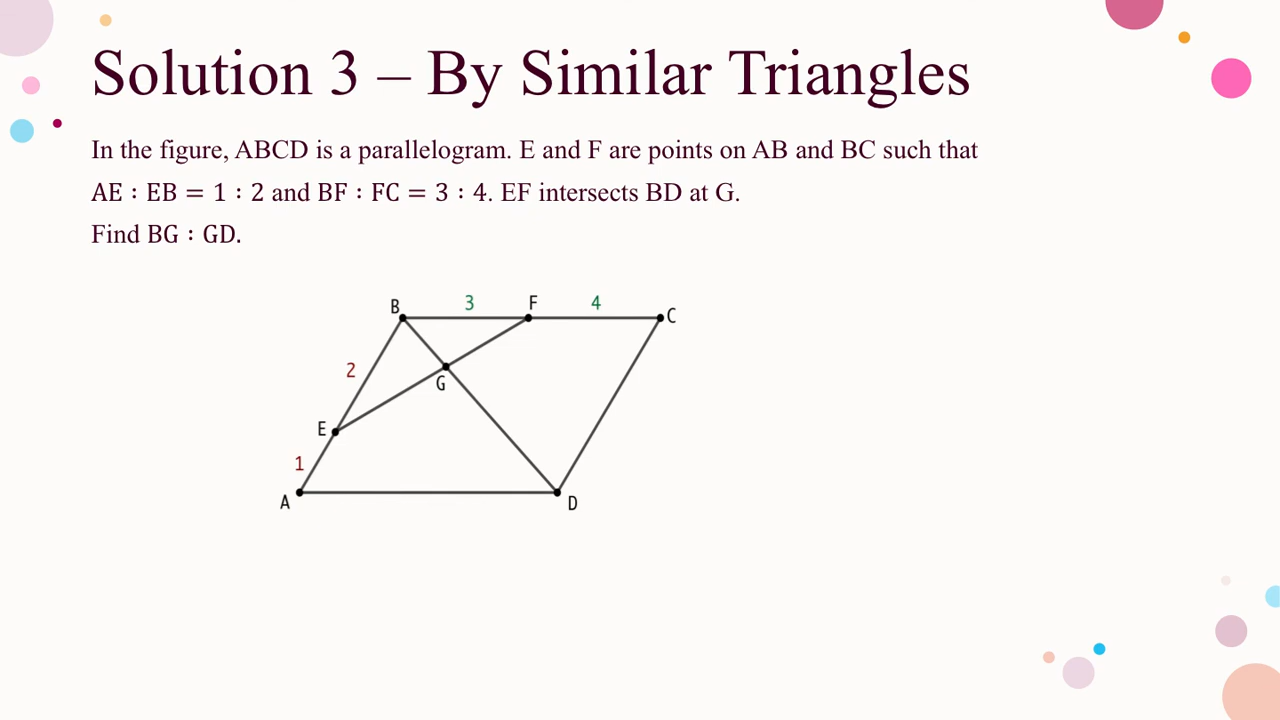 Solution 3 – By Similar Triangles
In the figure, ABCD is a parallelogram. E and F are points on AB and BC such that
AE : EB = 1 : 2 and BF : FC = 3 : 4. EF intersects BD at G.
Find BG : GD.
B 3 F 4 C
2
G
E
1
A D